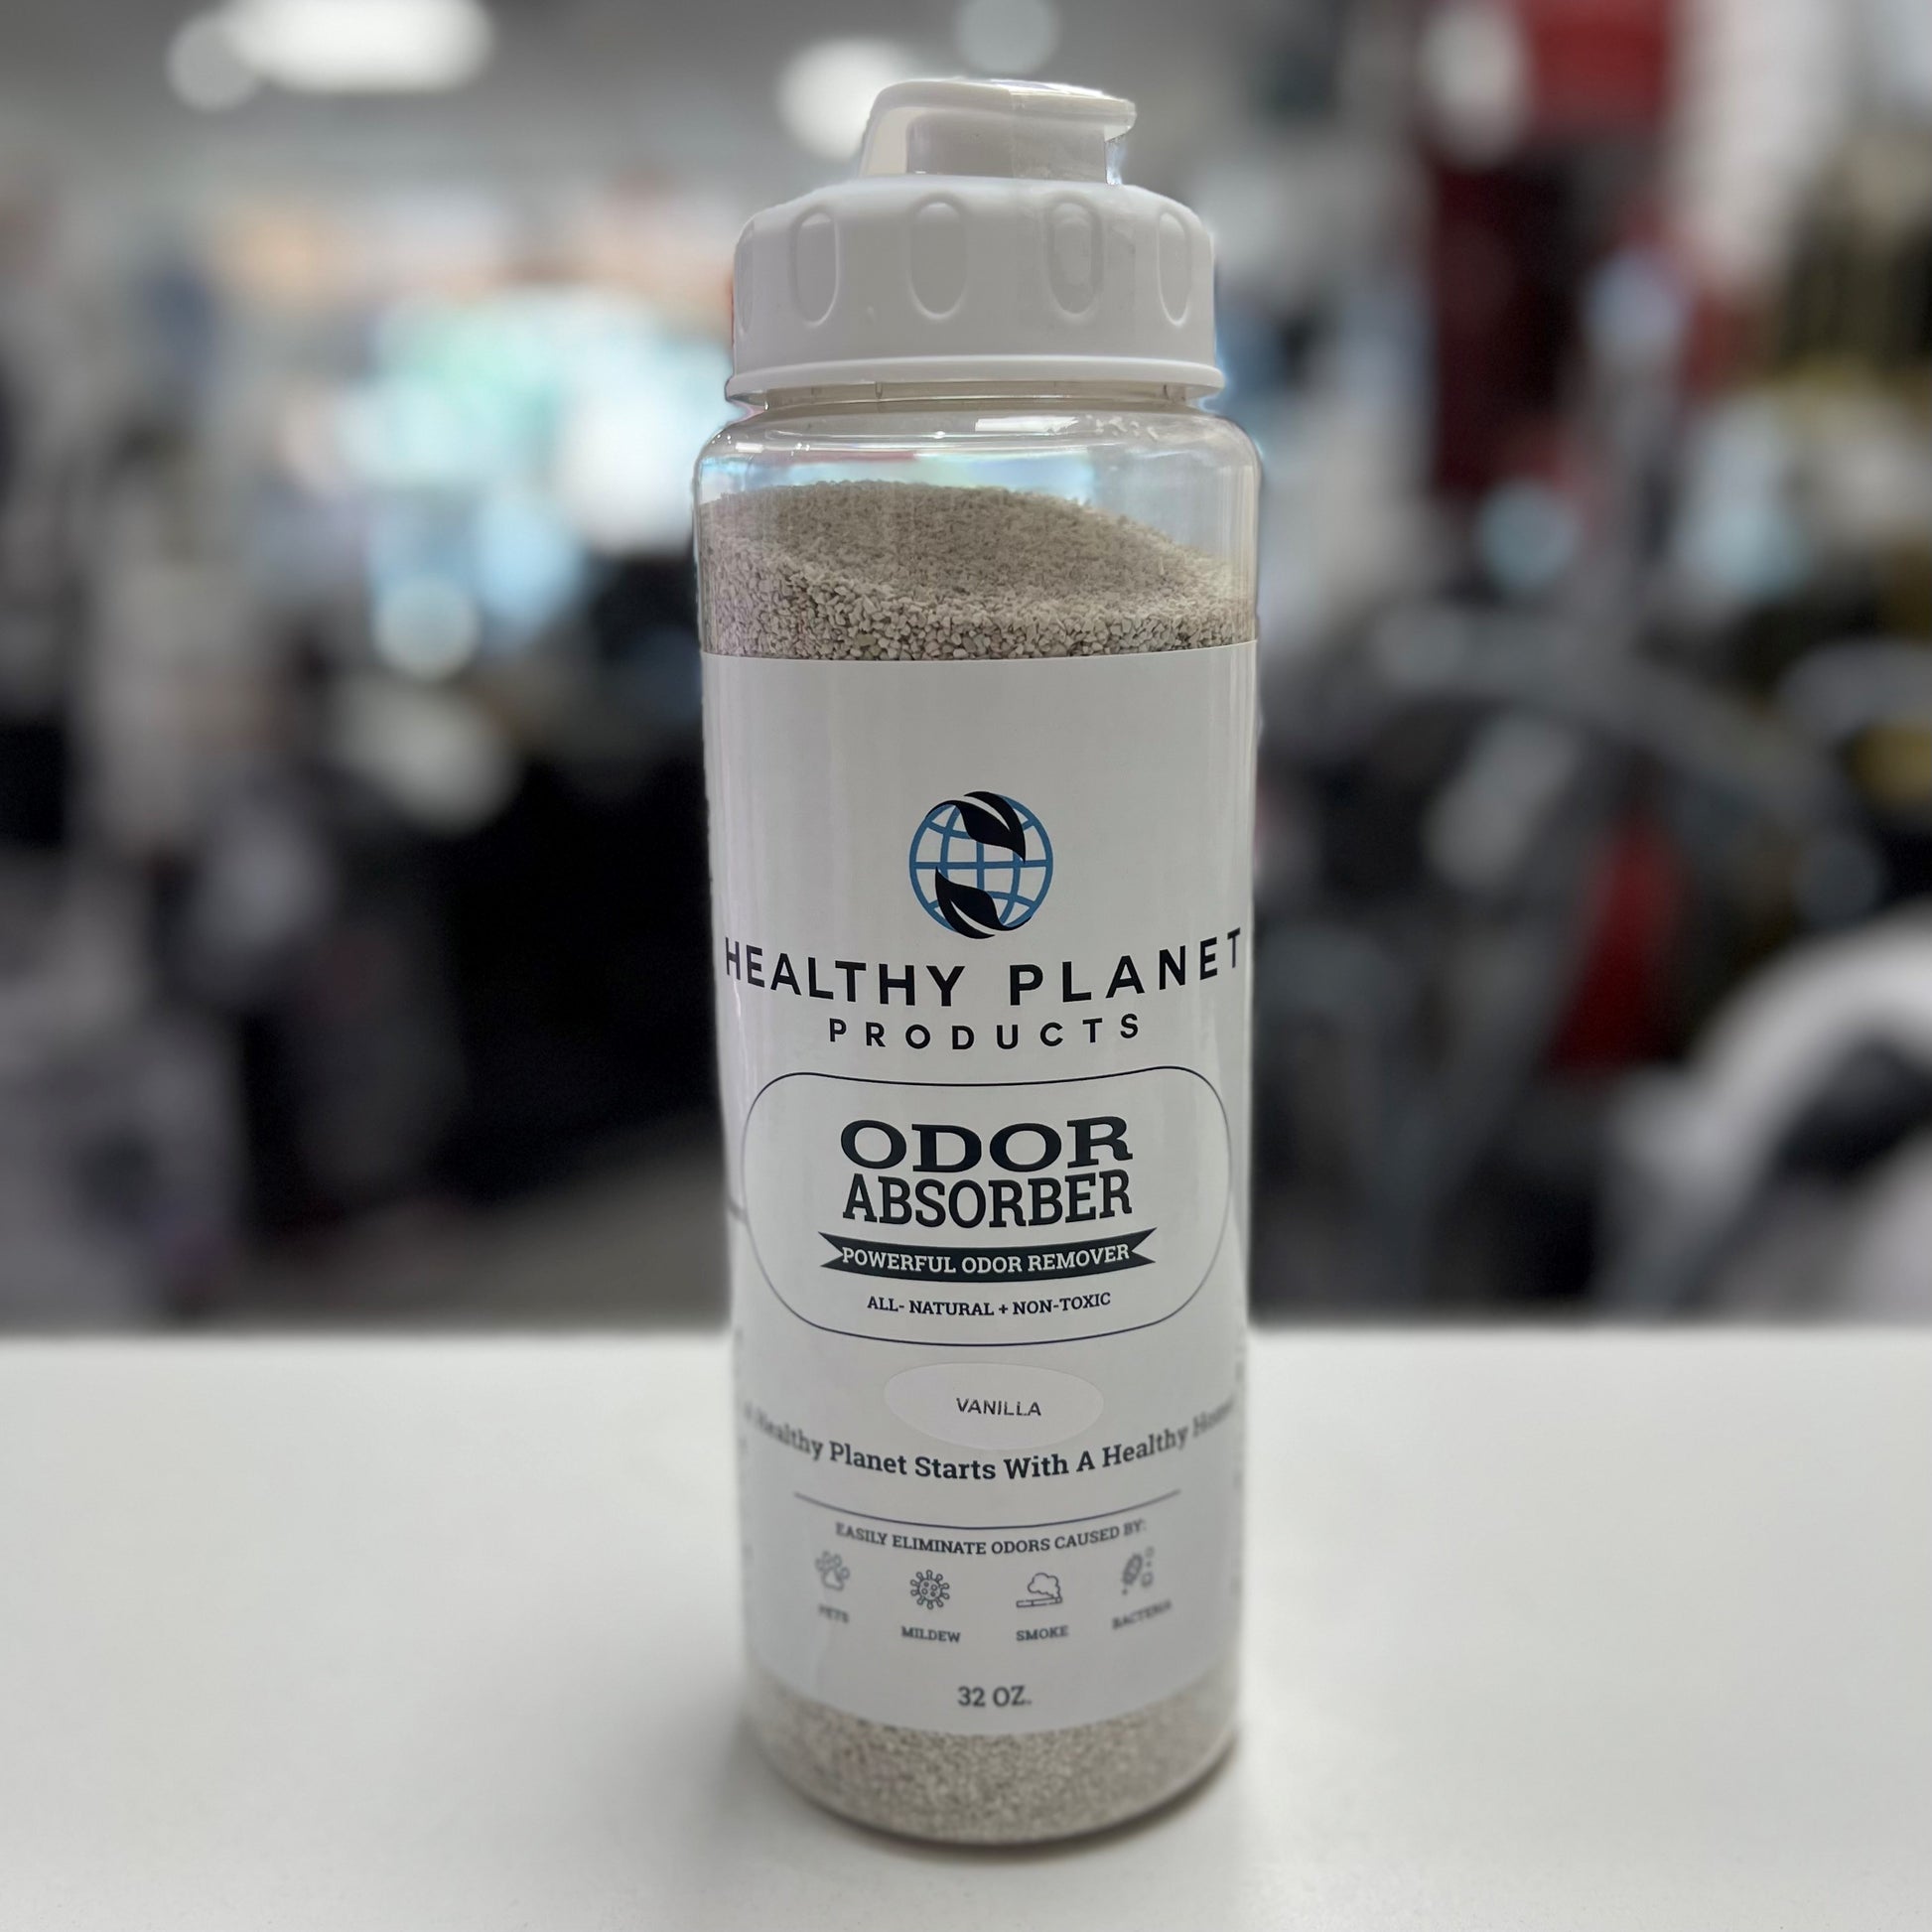 HEALTHY PLANET
PRODUCTS
ODOR
ABSORBER
POWERFUL ODOR REMOVER
ALL- NATURAL + NON-TOXIC
VANILLA
A Healthy Planet Starts With A Healthy Home
EASILY ELIMINATE ODORS CAUSED BY:
PETS MILDEW SMOKE BACTERIA
32 OZ.